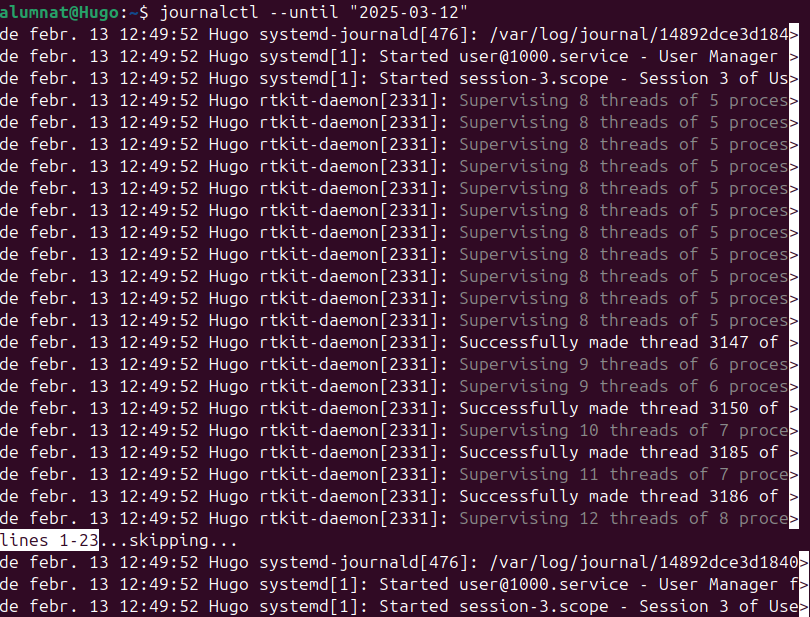 alumnat@Hugo:~$ journalctl --until "2025-03-12"
de febr. 13 12:49:52 Hugo systemd-journald[476]: /var/log/journal/14892dce3d184>
de febr. 13 12:49:52 Hugo systemd[1]: Started user@1000.service - User Manager >
de febr. 13 12:49:52 Hugo systemd[1]: Started session-3.scope - Session 3 of Us>
de febr. 13 12:49:52 Hugo rtkit-daemon[2331]: Supervising 8 threads of 5 proces>
de febr. 13 12:49:52 Hugo rtkit-daemon[2331]: Supervising 8 threads of 5 proces>
de febr. 13 12:49:52 Hugo rtkit-daemon[2331]: Supervising 8 threads of 5 proces>
de febr. 13 12:49:52 Hugo rtkit-daemon[2331]: Supervising 8 threads of 5 proces>
de febr. 13 12:49:52 Hugo rtkit-daemon[2331]: Supervising 8 threads of 5 proces>
de febr. 13 12:49:52 Hugo rtkit-daemon[2331]: Supervising 8 threads of 5 proces>
de febr. 13 12:49:52 Hugo rtkit-daemon[2331]: Supervising 8 threads of 5 proces>
de febr. 13 12:49:52 Hugo rtkit-daemon[2331]: Supervising 8 threads of 5 proces>
de febr. 13 12:49:52 Hugo rtkit-daemon[2331]: Supervising 8 threads of 5 proces>
de febr. 13 12:49:52 Hugo rtkit-daemon[2331]: Supervising 8 threads of 5 proces>
de febr. 13 12:49:52 Hugo rtkit-daemon[2331]: Supervising 8 threads of 5 proces>
de febr. 13 12:49:52 Hugo rtkit-daemon[2331]: Successfully made thread 3147 of >
de febr. 13 12:49:52 Hugo rtkit-daemon[2331]: Supervising 9 threads of 6 proces>
de febr. 13 12:49:52 Hugo rtkit-daemon[2331]: Supervising 9 threads of 6 proces>
de febr. 13 12:49:52 Hugo rtkit-daemon[2331]: Successfully made thread 3150 of >
de febr. 13 12:49:52 Hugo rtkit-daemon[2331]: Supervising 10 threads of 7 proce>
de febr. 13 12:49:52 Hugo rtkit-daemon[2331]: Successfully made thread 3185 of >
de febr. 13 12:49:52 Hugo rtkit-daemon[2331]: Supervising 11 threads of 7 proce>
de febr. 13 12:49:52 Hugo rtkit-daemon[2331]: Successfully made thread 3186 of >
de febr. 13 12:49:52 Hugo rtkit-daemon[2331]: Supervising 12 threads of 8 proce>
lines 1-23...skipping...
de febr. 13 12:49:52 Hugo systemd-journald[476]: /var/log/journal/14892dce3d1840>
de febr. 13 12:49:52 Hugo systemd[1]: Started user@1000.service - User Manager f>
de febr. 13 12:49:52 Hugo systemd[1]: Started session-3.scope - Session 3 of Use>